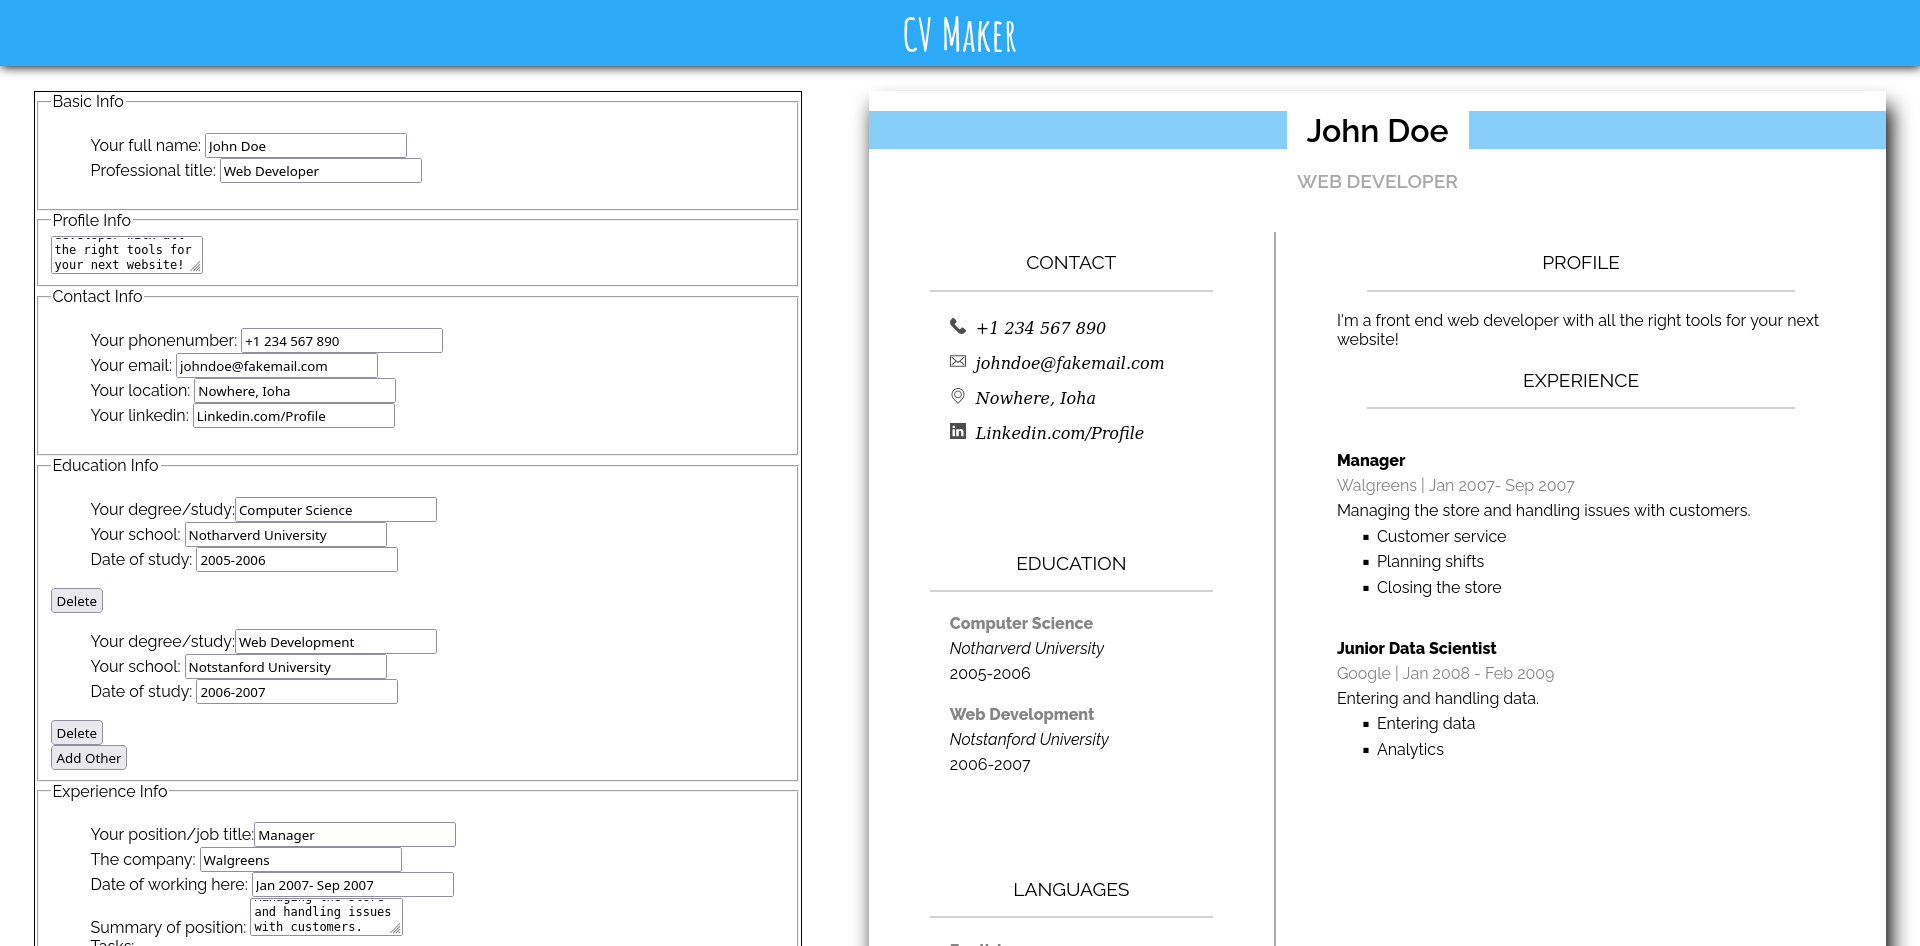 CV Maker
Basic Info
Your full name: John Doe
Professional title: Web Developer
Profile Info
the right tools for
your next website!
Contact Info
Your phonenumber: +1 234 567 890
Your email: johndoe@fakemail.com
Your location: Nowhere, Ioha
Your linkedin: Linkedin.com/Profile
Education Info
Your degree/study: Computer Science
Your school: Notharverd University
Date of study: 2005-2006
Delete
Your degree/study: Web Development
Your school: Notstanford University
Date of study: 2006-2007
Delete
Add Other
Experience Info
Your position/job title: Manager
The company: Walgreens
Date of working here: Jan 2007- Sep 2007
Summary of position:
and handling issues
with customers.
Tasks:
John Doe
WEB DEVELOPER
CONTACT
+1 234 567 890
johndoe@fakemail.com
Nowhere, Ioha
Linkedin.com/Profile
EDUCATION
Computer Science
Notharverd University
2005-2006
Web Development
Notstanford University
2006-2007
LANGUAGES
PROFILE
I'm a front end web developer with all the right tools for your next
website!
EXPERIENCE
Manager
Walgreens | Jan 2007- Sep 2007
Managing the store and handling issues with customers.
Customer service
Planning shifts
Closing the store
Junior Data Scientist
Google | Jan 2008 - Feb 2009
Entering and handling data.
Entering data
Analytics